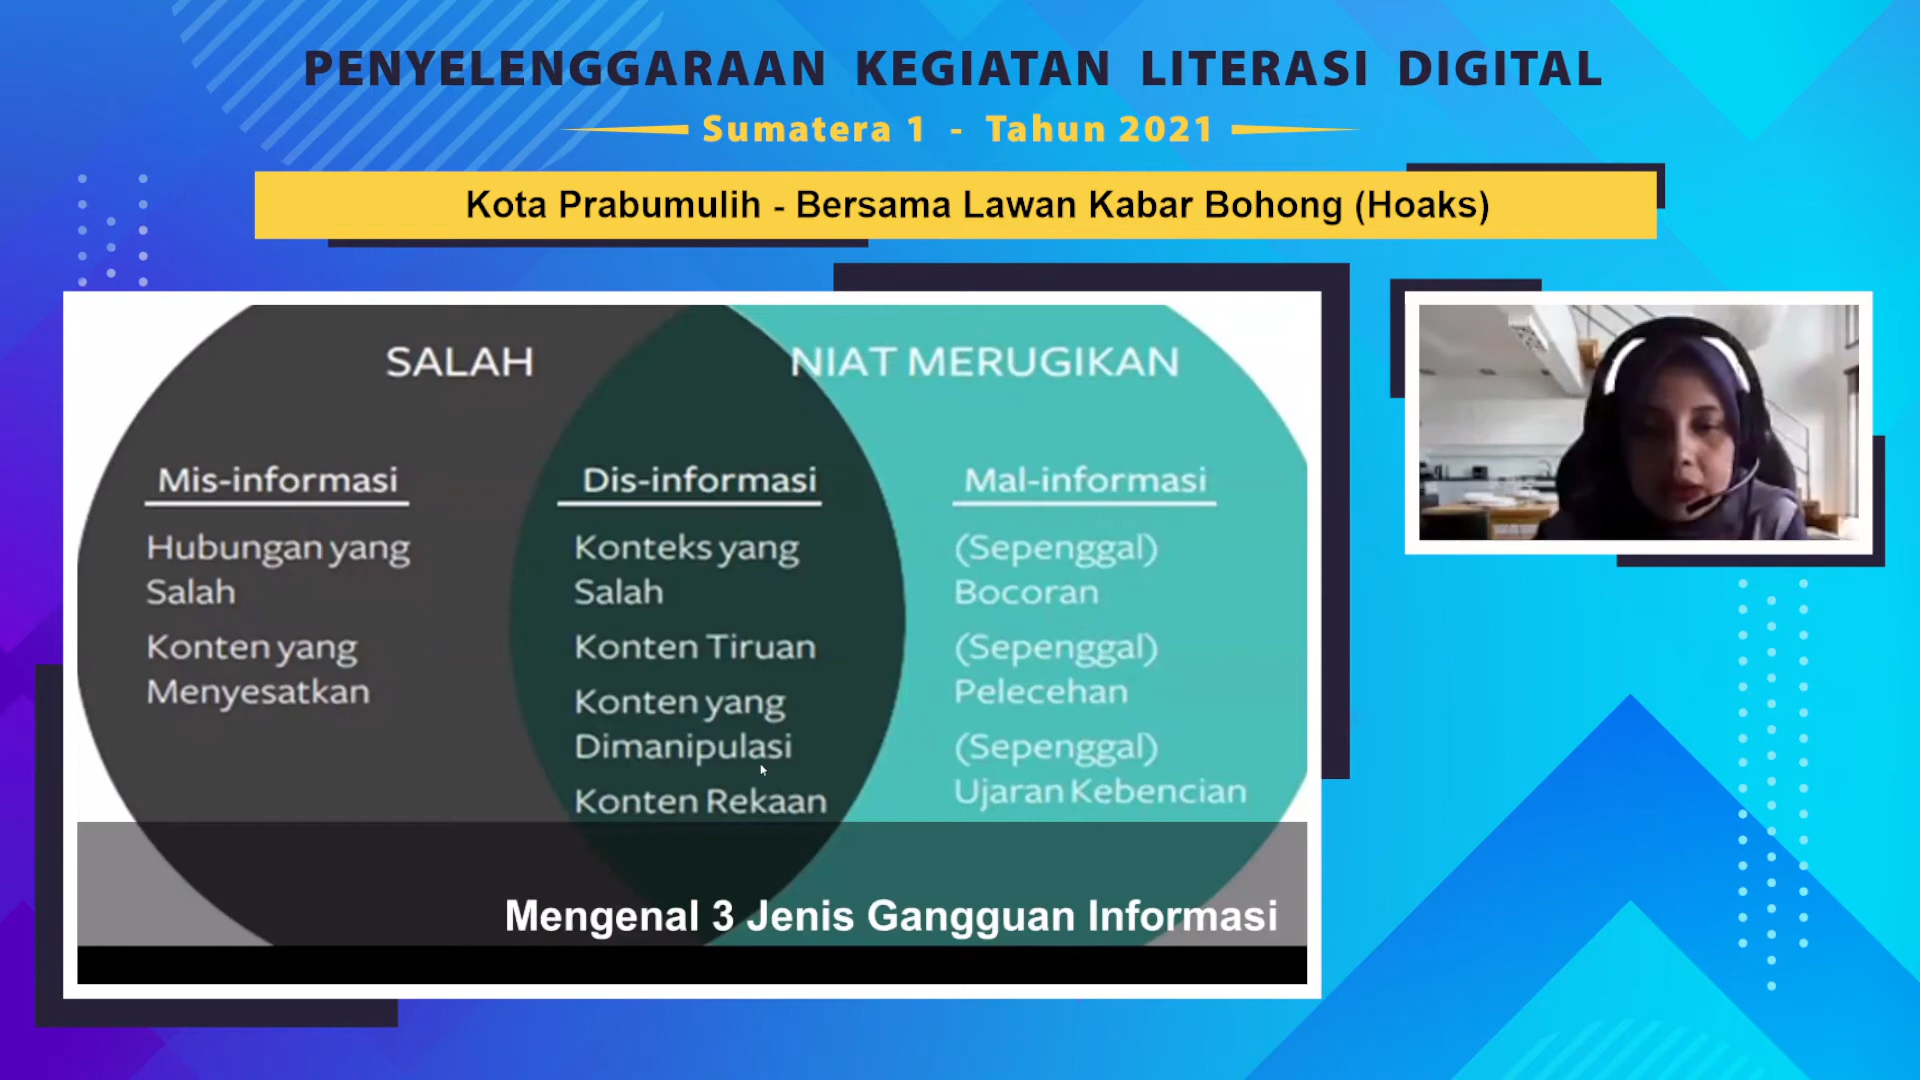 PENYELENGGARAAN KEGIATAN LITERASI DIGITAL
Sumatera 1 - Tahun 2021
Kota Prabumulih - Bersama Lawan Kabar Bohong (Hoaks)
SALAH
NIAT MERUGIKAN
Mis-informasi
Hubungan yang
Salah
Konten yang
Menyesatkan
Dis-informasi
Konteks yang
Salah
Konten Tiruan
Konten yang
Dimanipulasi
Konten Rekaan
Mal-informasi
(Sepenggal)
Bocoran
(Sepenggal)
Pelecehan
(Sepenggal)
Ujaran Kebencian
Mengenal 3 Jenis Gangguan Informasi